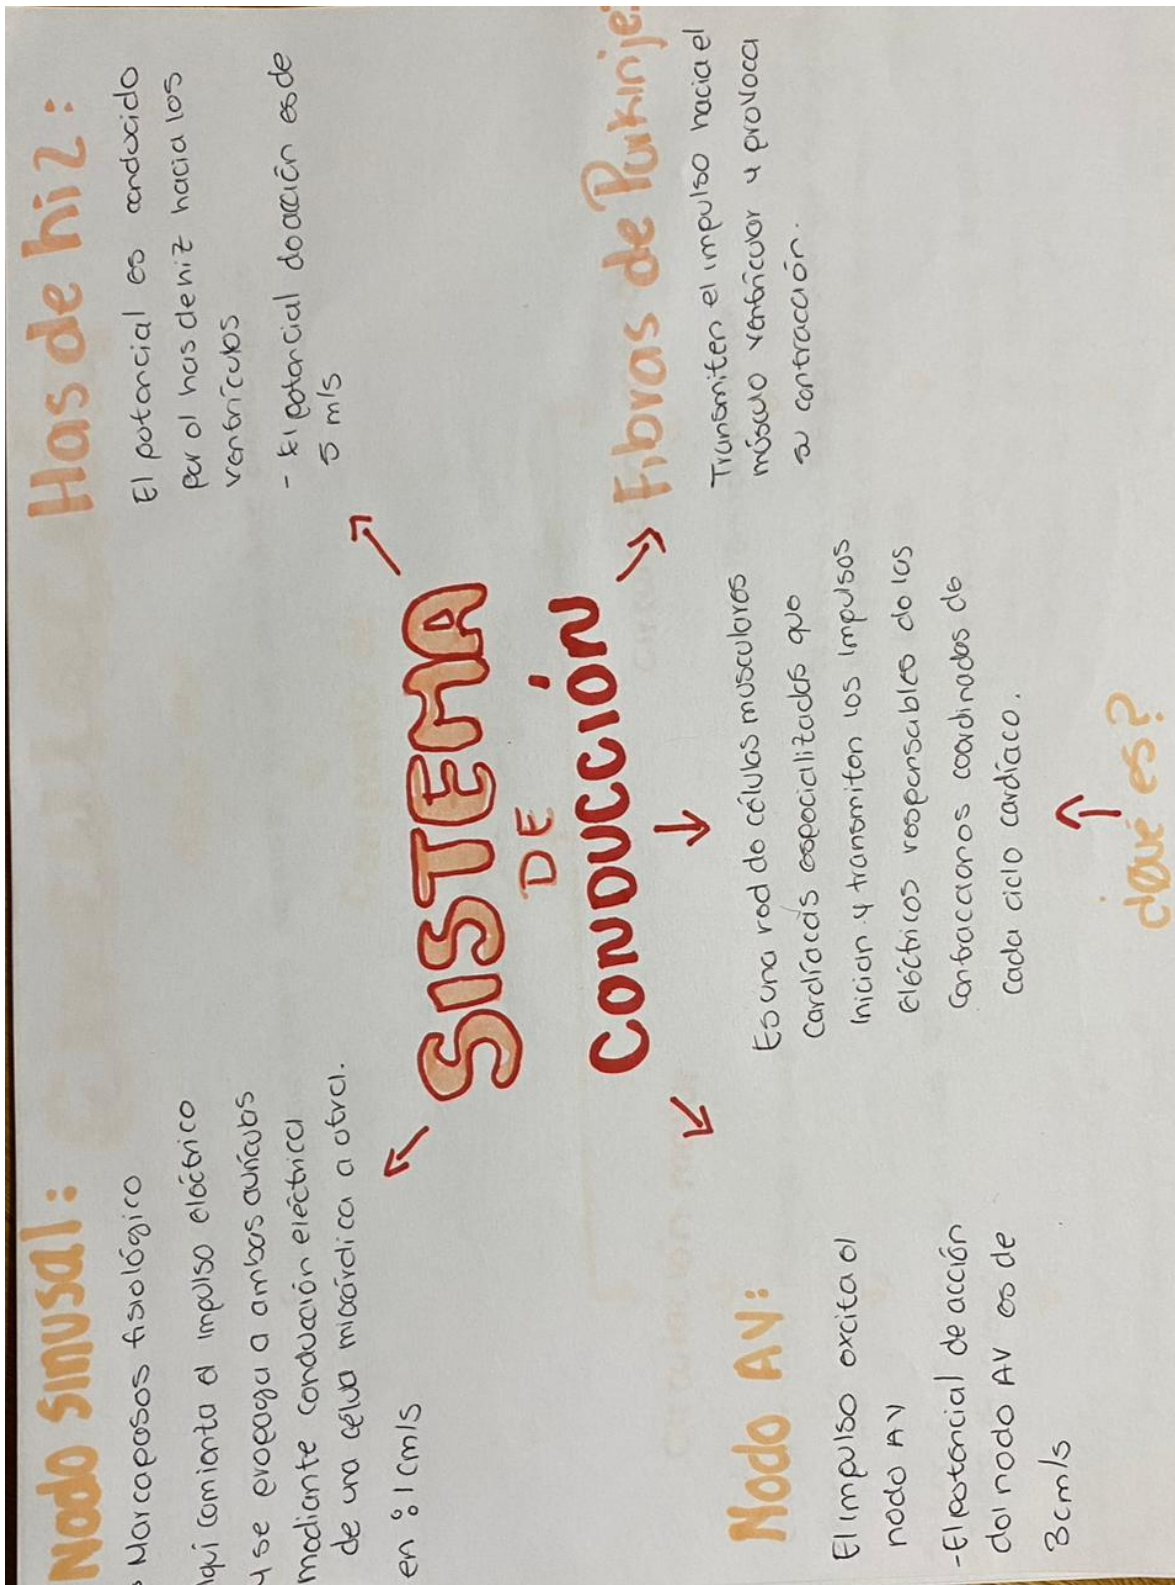 Nodo sinusal:
- Marcapasos fisiológico
Aquí comienta el impulso eléctrico
y se propaga a ambas aurículas
mediante conducción eléctrica
de una célula miocárdica a otra.
en : 1 cm/s
Has de hiz:
El potencial es conducido
por el has de hiz hacia los
ventrículos
- El potencial de acción es de
5 m/s
SISTEMA
DE
CONDUCCIÓN
Nodo AV:
El impulso excita el
nodo AV
- El potencial de acción
del nodo AV es de
3cm/s
Es una red de células musculares
Cardíacas especializadas que
inician y transmiten los impulsos
eléctricos responsables de las
Contracciones coordinadas de
Cada ciclo cardíaco.
¿Qué es?
Fibras de Purkinje:
Transmiten el impulso hacia el
músculo ventricular y provoca
su contracción.